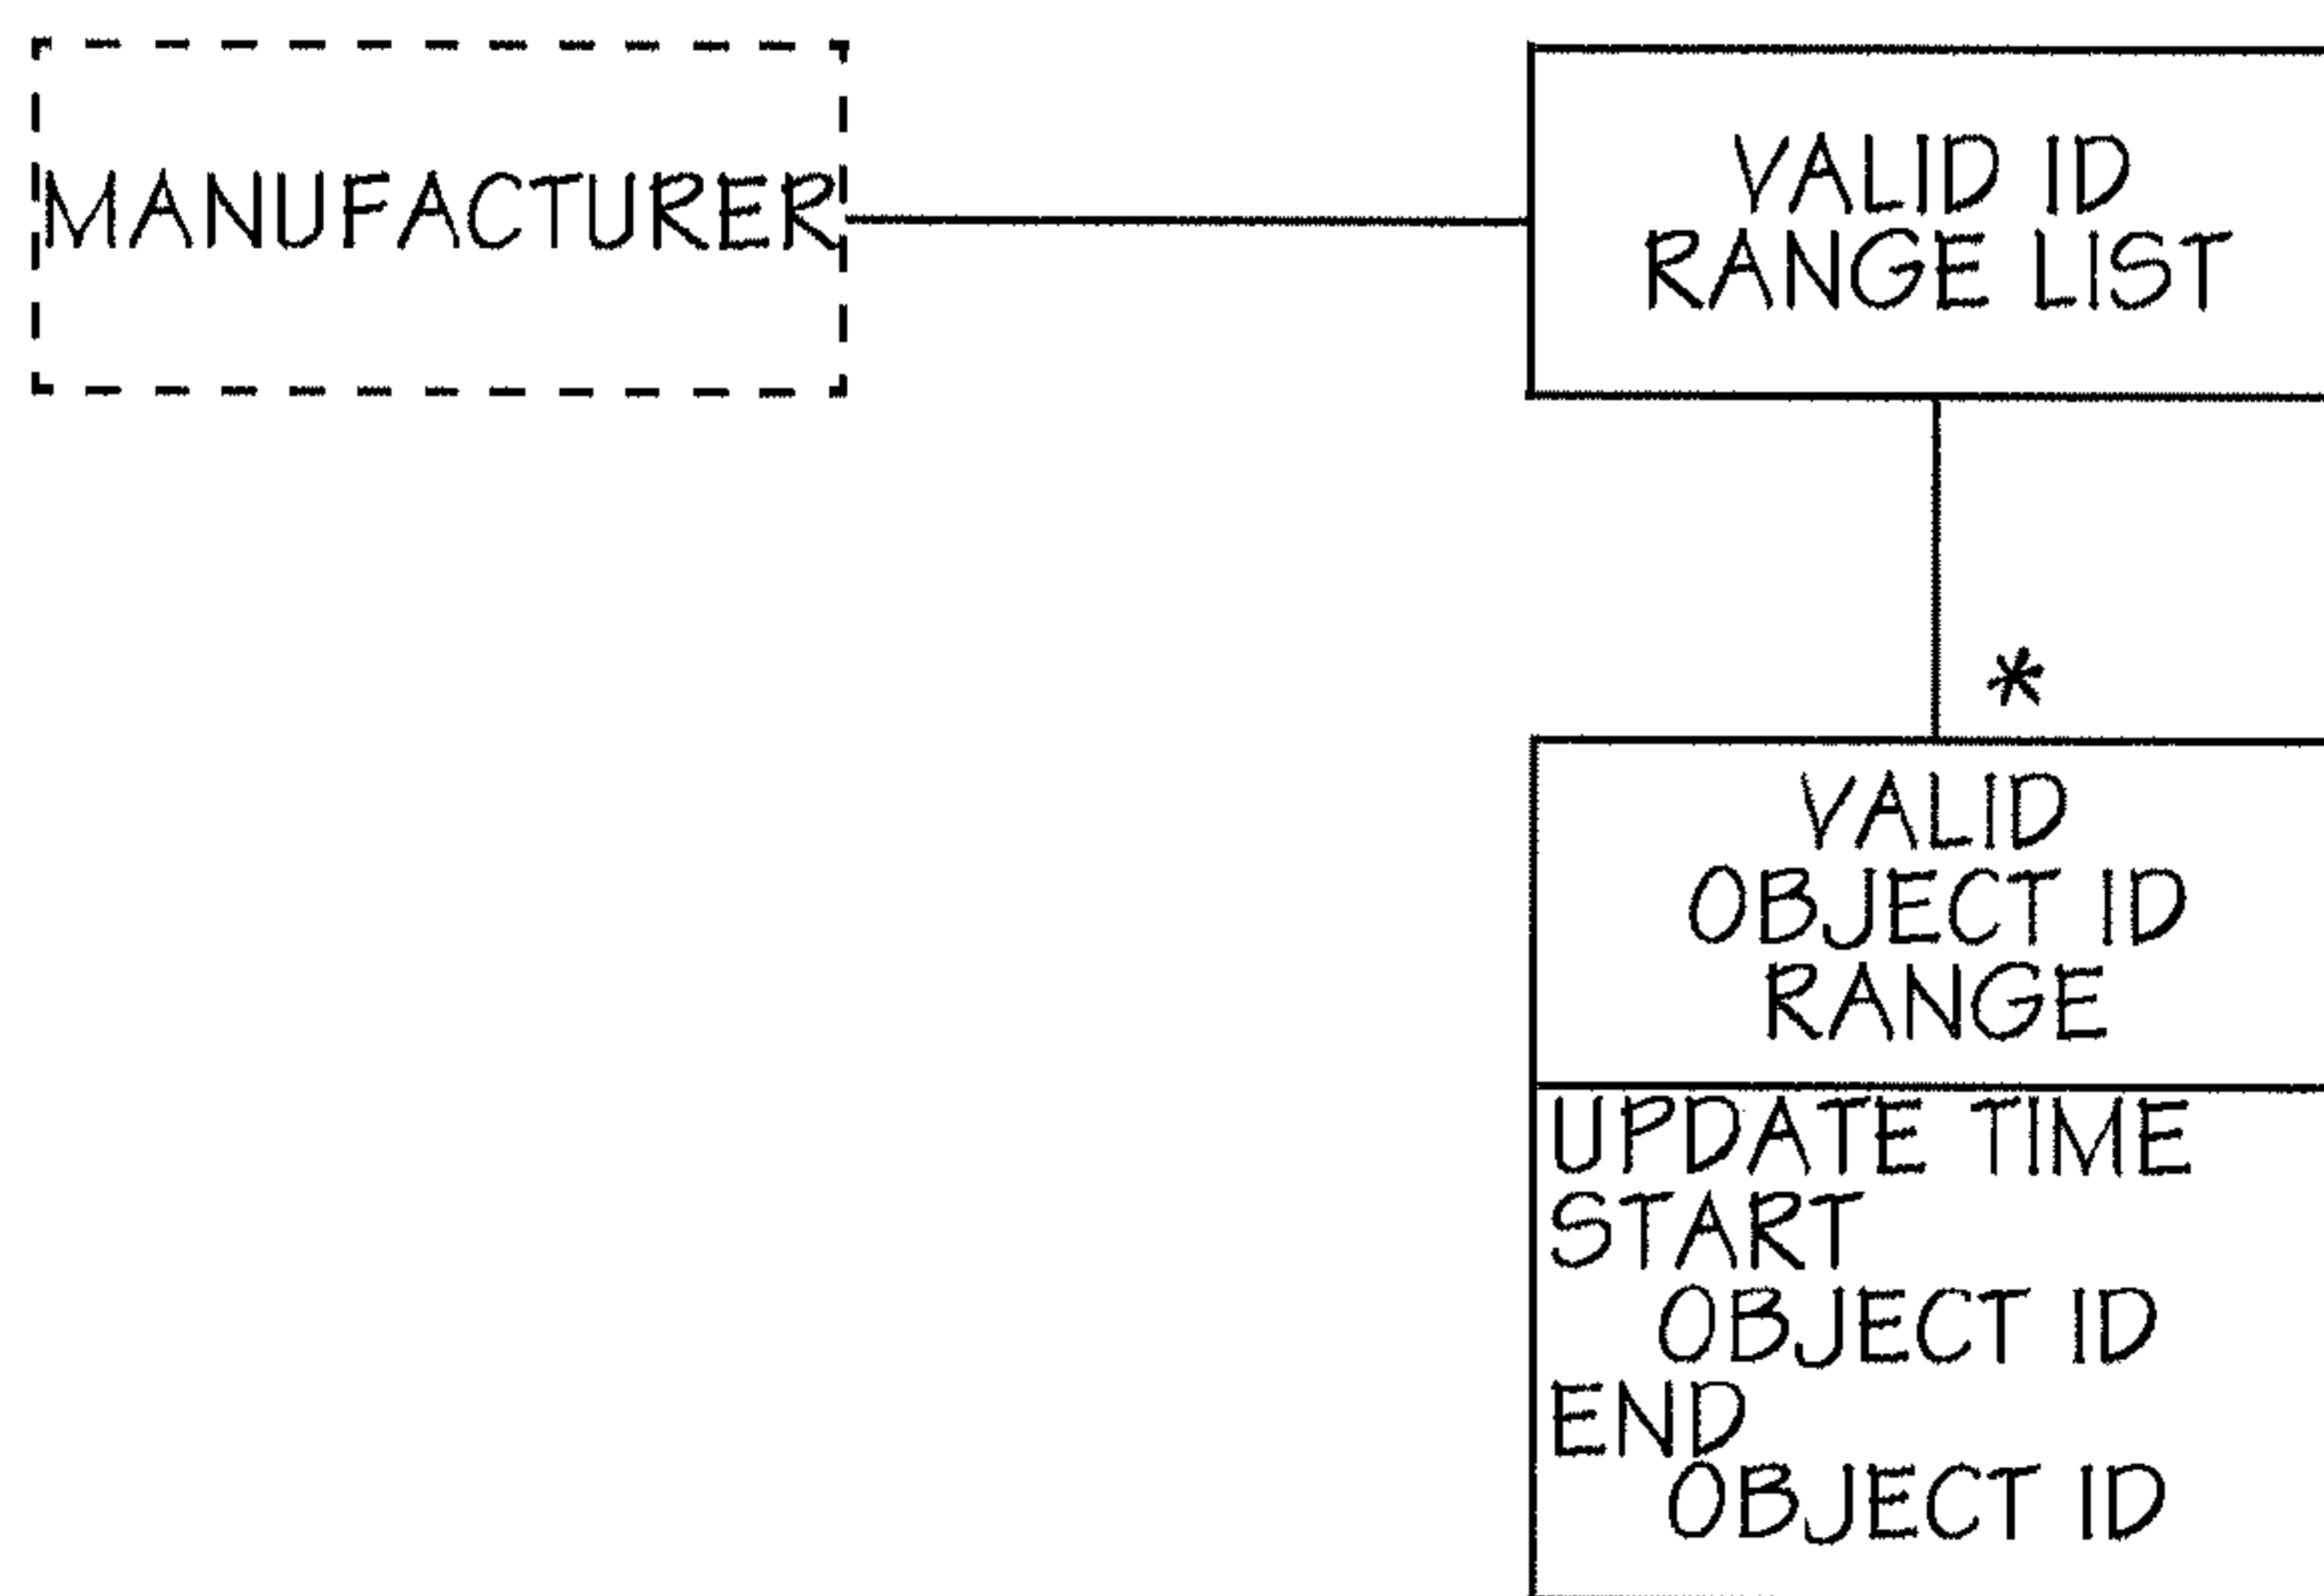 MANUFACTURER
VALID ID
RANGE LIST
*
VALID
OBJECT ID
RANGE
UPDATE TIME
START
OBJECT ID
END
OBJECT ID